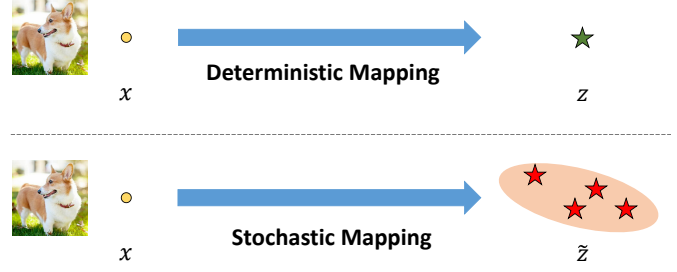 Deterministic Mapping
x
z
Stochastic Mapping
x
z̃